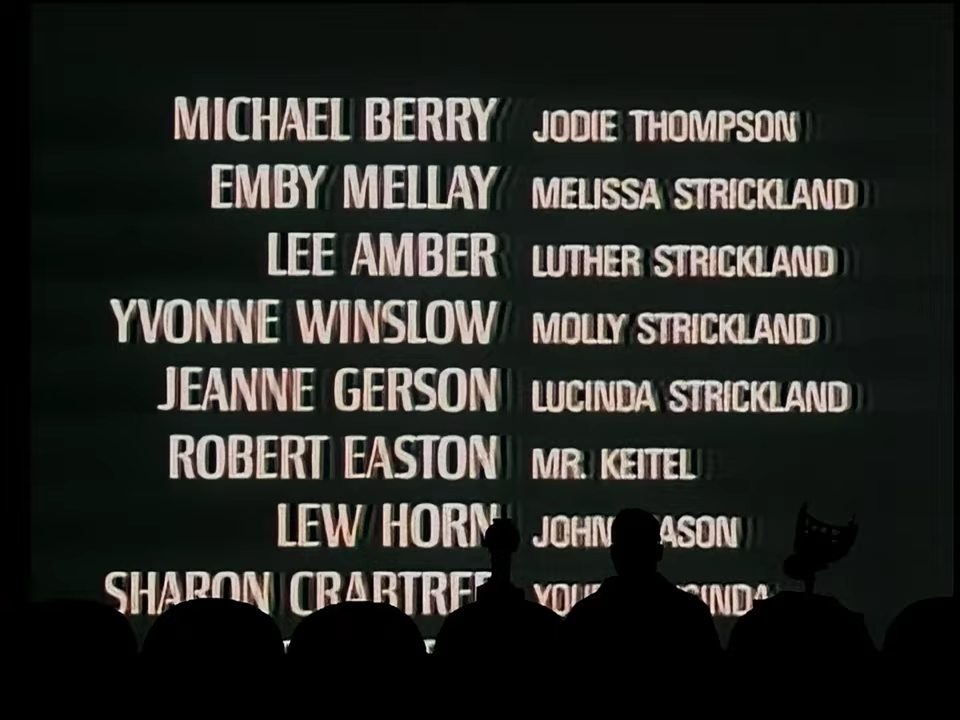 MICHAEL BERRY JODIE THOMPSON
EMBY MELLAY MELISSA STRICKLAND
LEE AMBER LUTHER STRICKLAND
YVONNE WINSLOW MOLLY STRICKLAND
JEANNE GERSON LUCINDA STRICKLAND
ROBERT EASTON MR. KEITEL
LEW HORN JOHN
SHARON